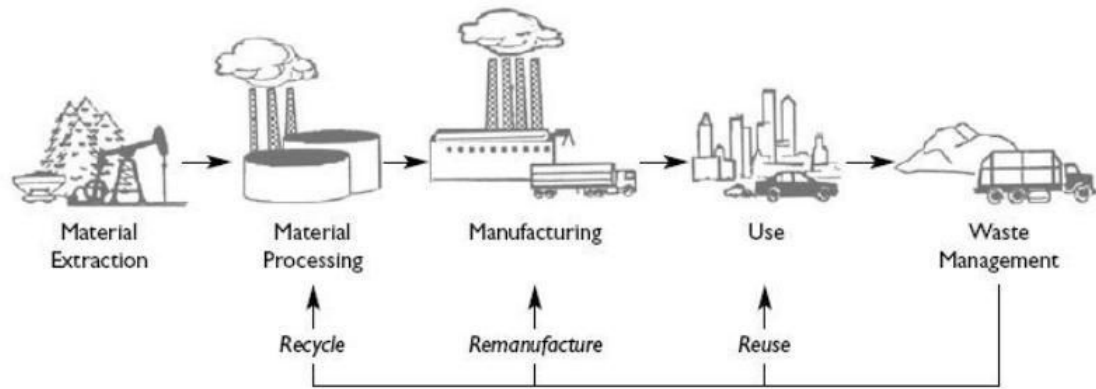 Material
Extraction
Material
Processing
Manufacturing
Use
Waste
Management
Recycle
Remanufacture
Reuse